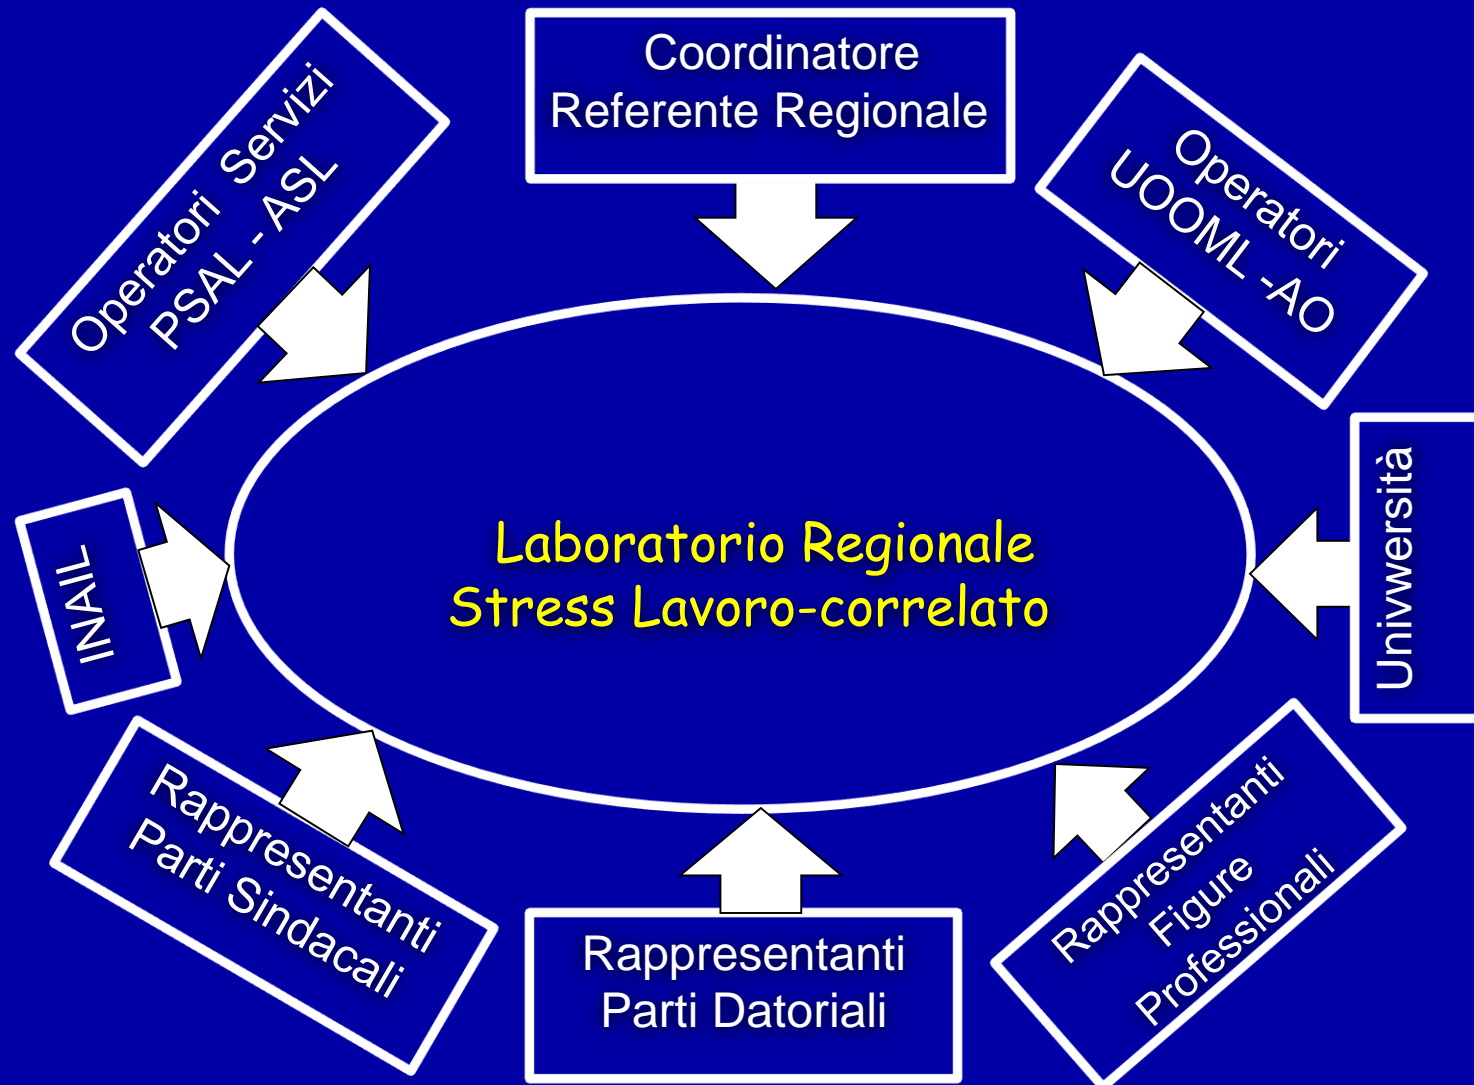 Coordinatore
Referente Regionale
Operatori Servizi
PSAL - ASL
Operatori
UOOML -AO
Laboratorio Regionale
Stress Lavoro-correlato
Univwersità
INAIL
Rappresentanti
Parti Sindacali
Rappresentanti
Parti Datoriali
Rappresentanti
Figure
Professionali